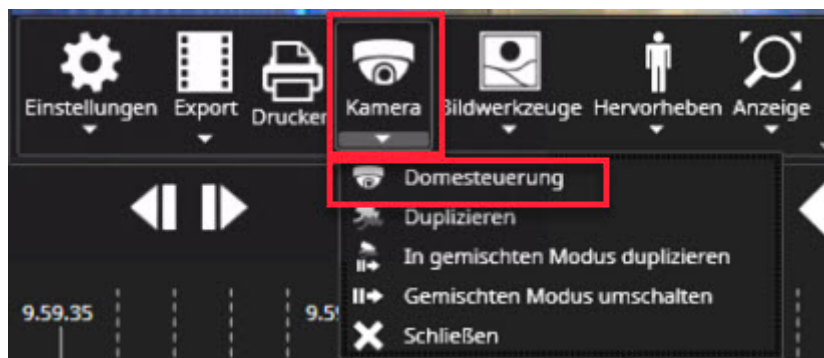 Einstellungen Export Drucken Kamera Bildwerkzeuge Hervorheben Anzeige
Domesteuerung
Duplizieren
In gemischten Modus duplizieren
Gemischten Modus umschalten
9.59.35
Schließen